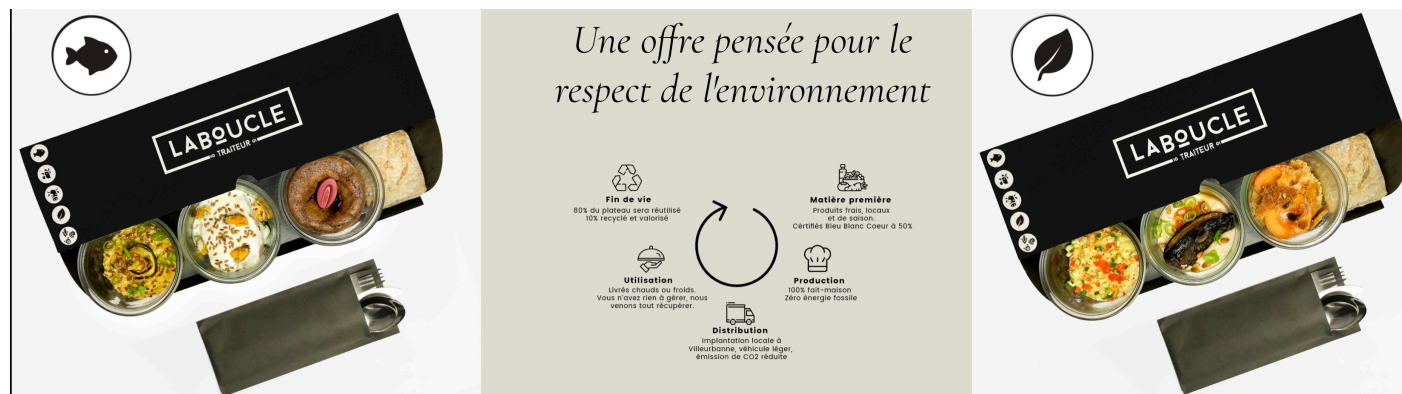 LABOUCLE
TRAITEUR
Une offre pensée pour le
respect de l'environnement
Fin de vie
80% du plateau sera réutilisé
10% recyclé et valorisé
Matière première
Produits frais, locaux
et de saison.
Cértifiés Bleu Blanc Coeur à 50%
Utilisation
Livrés chauds ou froids.
Vous n'avez rien à gérer, nous
venons tout récupérer.
Production
100% fait-maison
Zéro énergie fossile
Distribution
Implantation locale à
Villeurbanne, véhicule léger,
émission de CO2 réduite
LABOUCLE
TRAITEUR